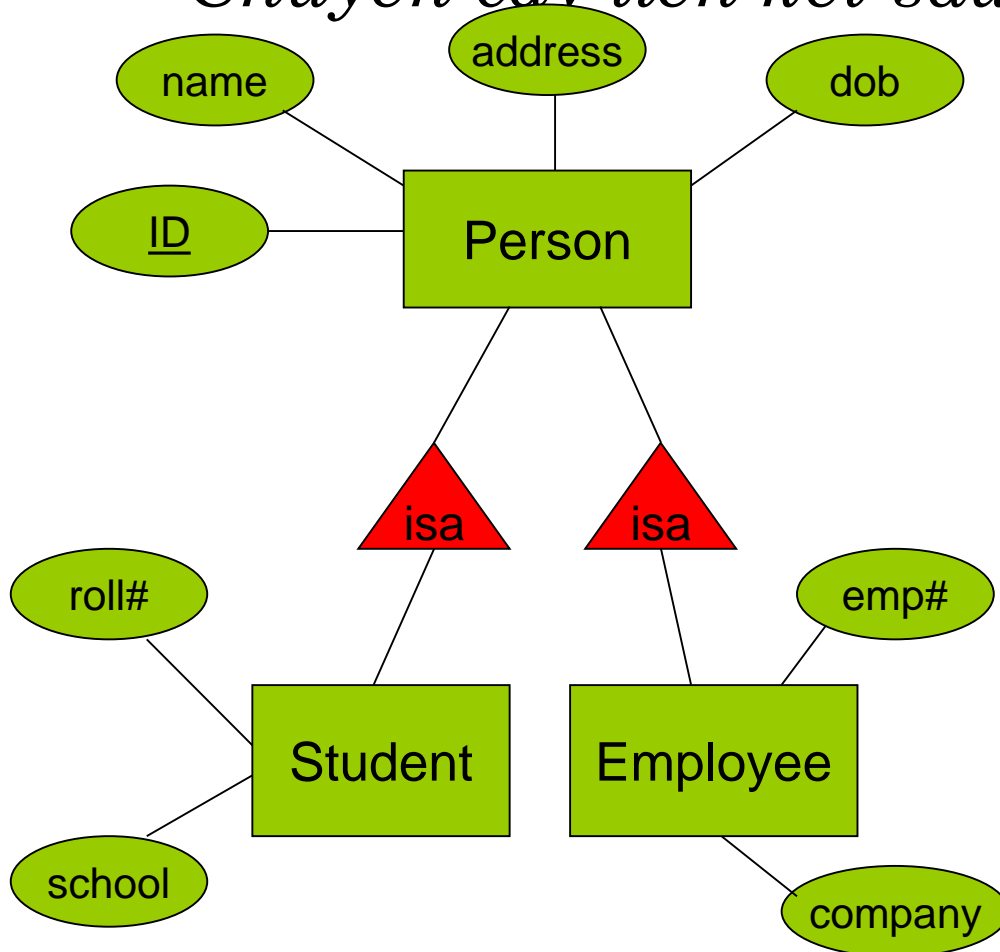 address
name
dob
ID
Person
isa
isa
roll#
emp#
Student
Employee
school
company